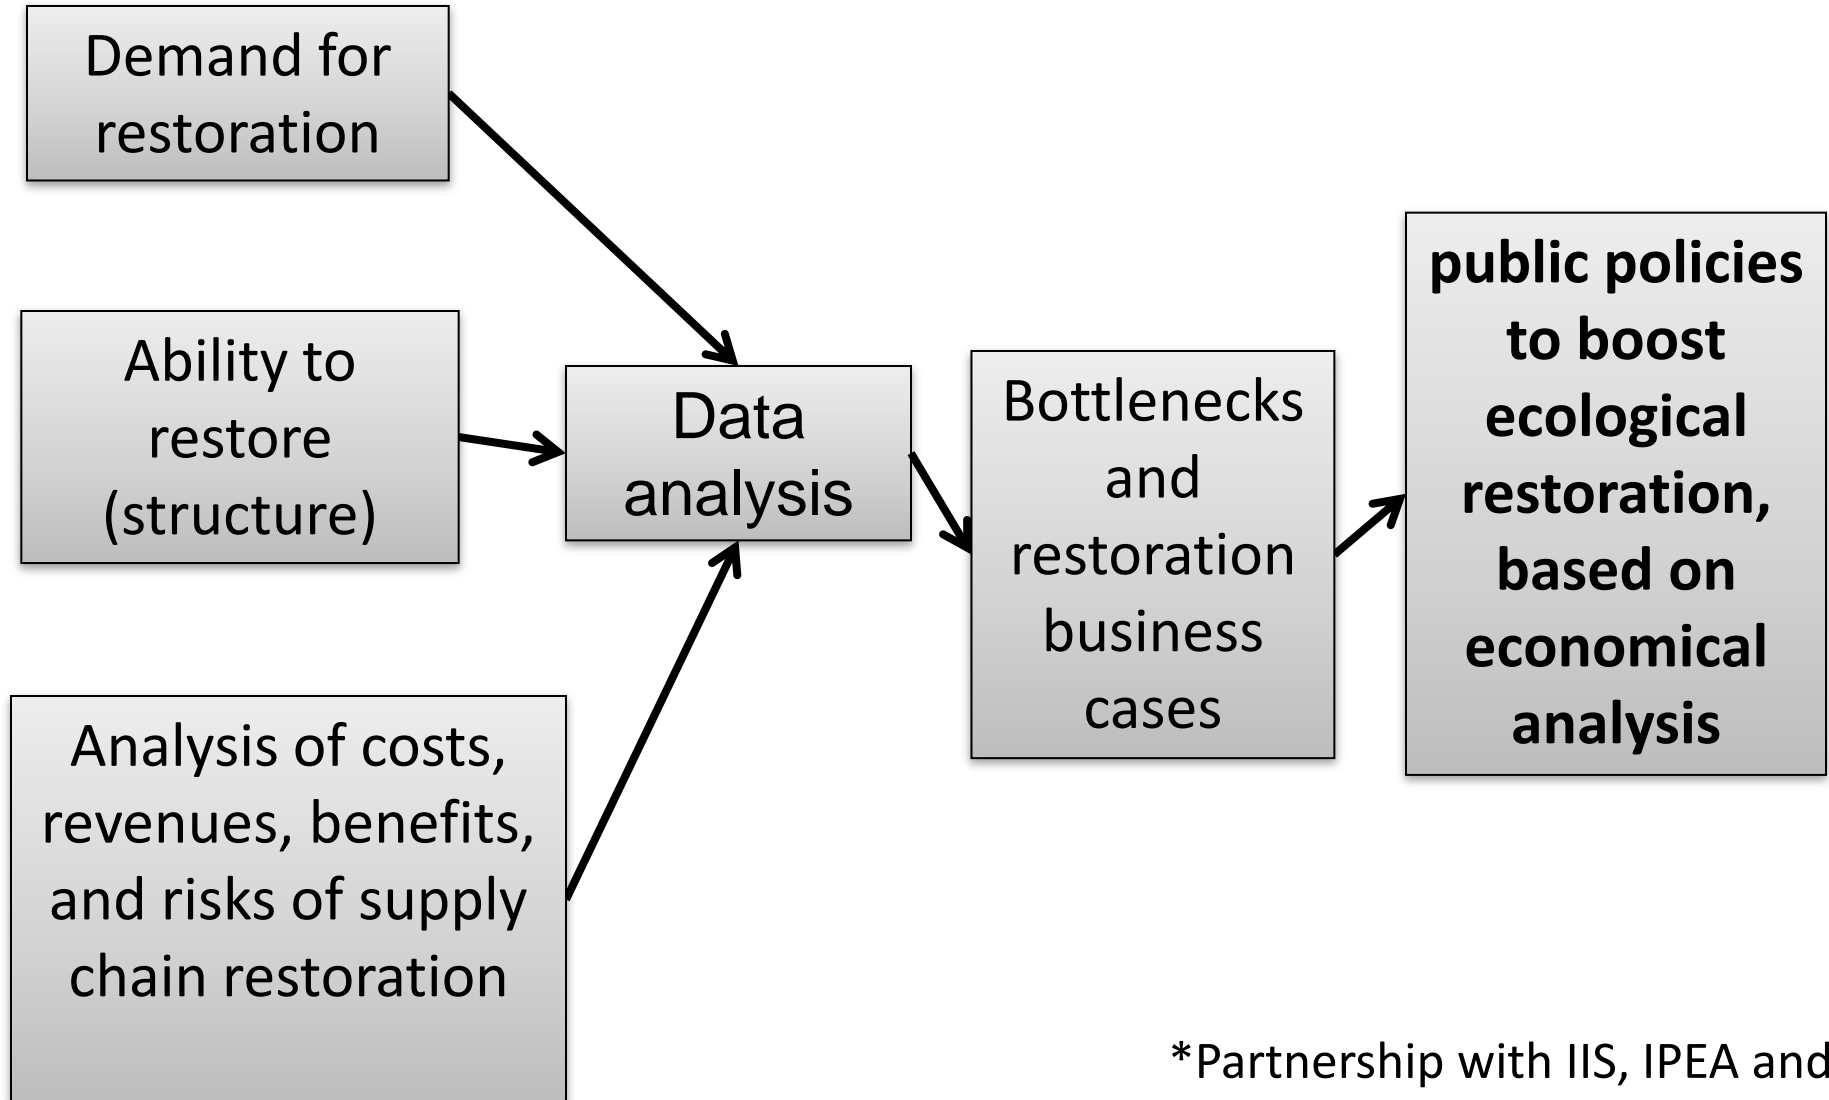 Demand for
restoration
Ability to
restore
(structure)
Analysis of costs,
revenues, benefits,
and risks of supply
chain restoration
Data
analysis
Bottlenecks
and
restoration
business
cases
public policies
to boost
ecological
restoration,
based on
economical
analysis
*Partnership with IIS, IPEA and